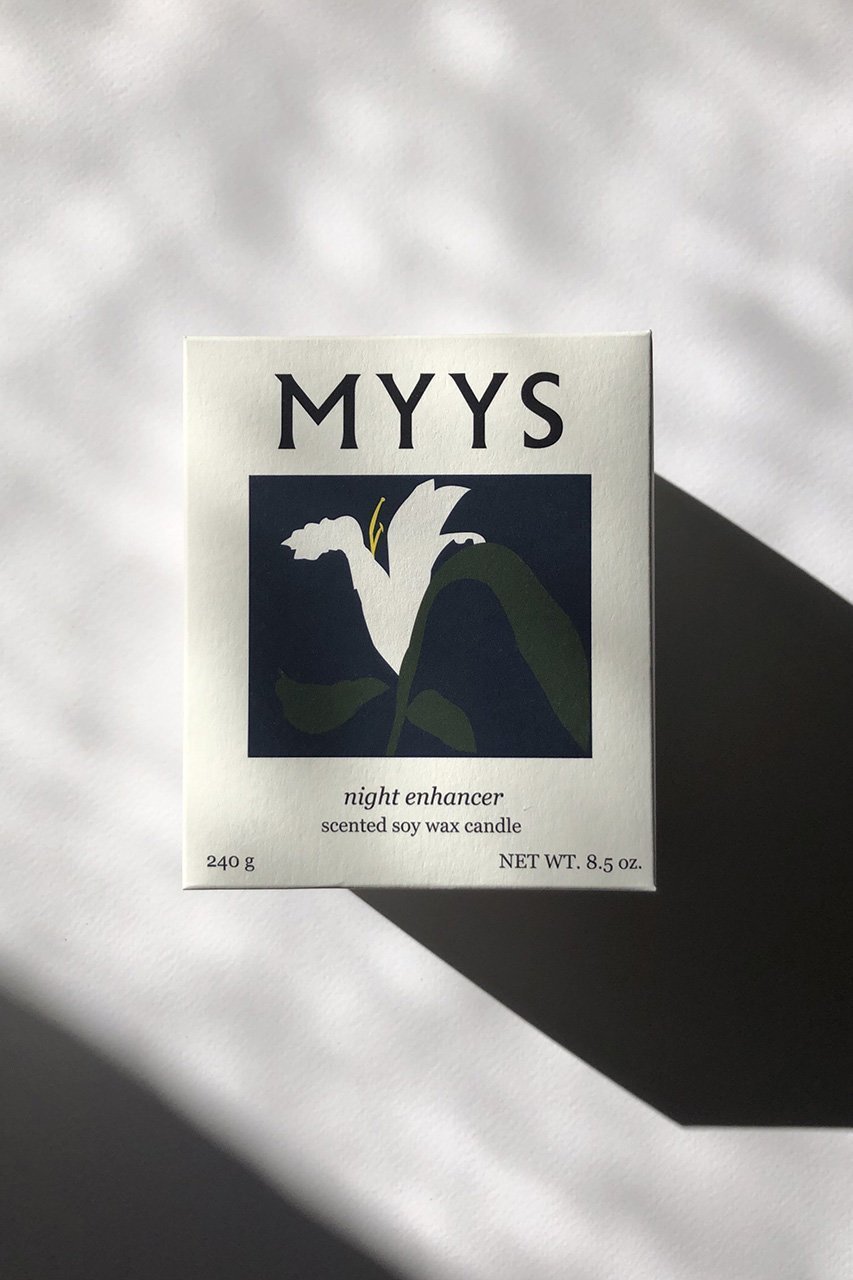 MYYS
night enhancer
scented soy wax candle
240 g NET WT. 8.5 oz.